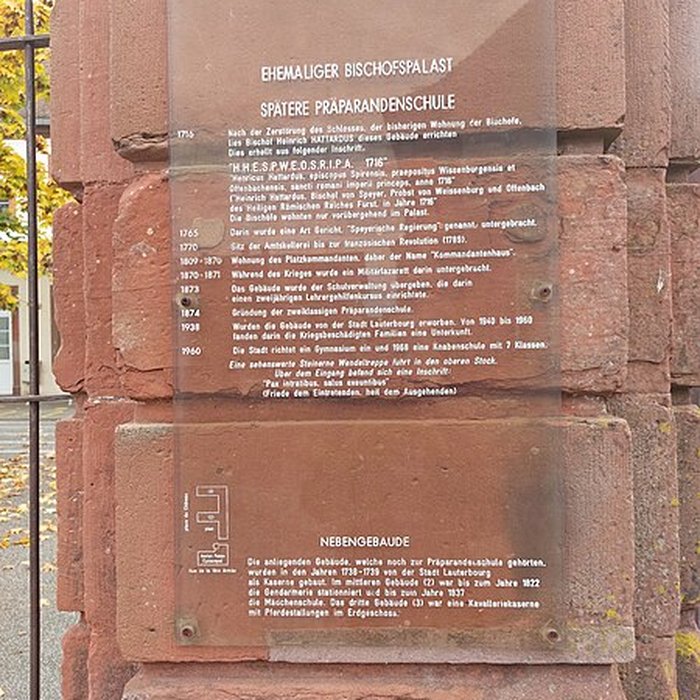 EHEMALIGER BISCHOFSPALAST
SPÄTERE PRÄPARANDENSCHULE
1716 Nach der Zerstörung des Schlosses, der bisherigen Wohnung der Bischöfe,
lies Bischof Heinrich HATTARDUS dieses Gebäude errichten
Dies erhellt aus folgender Inschrift.
"H.H.E.S.P.W.E.O.S.R.I.P.A. 1716"
"Henricus Hattardus, episcopus Spirensis, praepositus Wissenburgensis et
Offenbachensis, sancti romani imperii princeps, anno 1716"
("Heinrich Hattardus, Bischof von Speyer, Probst von Weissenburg und Offenbach
des Heiligen Römischen Reiches Fürst, in Jahre 1716"
Die Bischöfe wohnten nur vorübergehend im Palast.
1765 Darin wurde eine Art Gericht, "Speyerische Regierung" genannt, untergebracht.
1770 Sitz der Amtskellerei bis zur französischen Revolution (1789).
1809-1870 Wohnung des Platzkommandanten, daher der Name "Kommandantenhaus".
1870-1871 Während des Krieges wurde ein Militärlazarett darin untergebracht.
1873 Das Gebäude wurde der Schulverwaltung übergeben, die darin
einen zweijährigen Lehrergehilfenkursus einrichtete.
1874 Gründung der zweiklassigen Präparandenschule.
1938 Wurden die Gebäude von der Stadt Lauterbourg erworben. Von 1940 bis 1960
fanden darin die Kriegsbeschädigten Familien eine Unterkunft.
1960 Die Stadt richtet ein Gymnasium ein und 1968 eine Knabenschule mit 7 Klassen.
Eine sehenswerte Steinerne Wendeltreppe führt in den oberen Stock.
Über dem Eingang befand sich eine Inschrift:
"Pax intratibus, salus exeuntibus"
(Friede dem Eintretenden, heil dem Ausgehenden)
NEBENGEBÄUDE
Die anliegenden Gebäude, welche noch zur Präparandenschule gehörten,
wurden in den Jahren 1738-1739 von der Stadt Lauterbourg
als Kaserne gebaut. Im mittleren Gebäude (2) war bis zum Jahre 1822
die Gendarmerie stationniert und bis zum Jahre 1837
die Mädchenschule. Das dritte Gebäude (3) war eine Kavalleriekaserne
mit Pferdestallungen im Erdgeschoss.